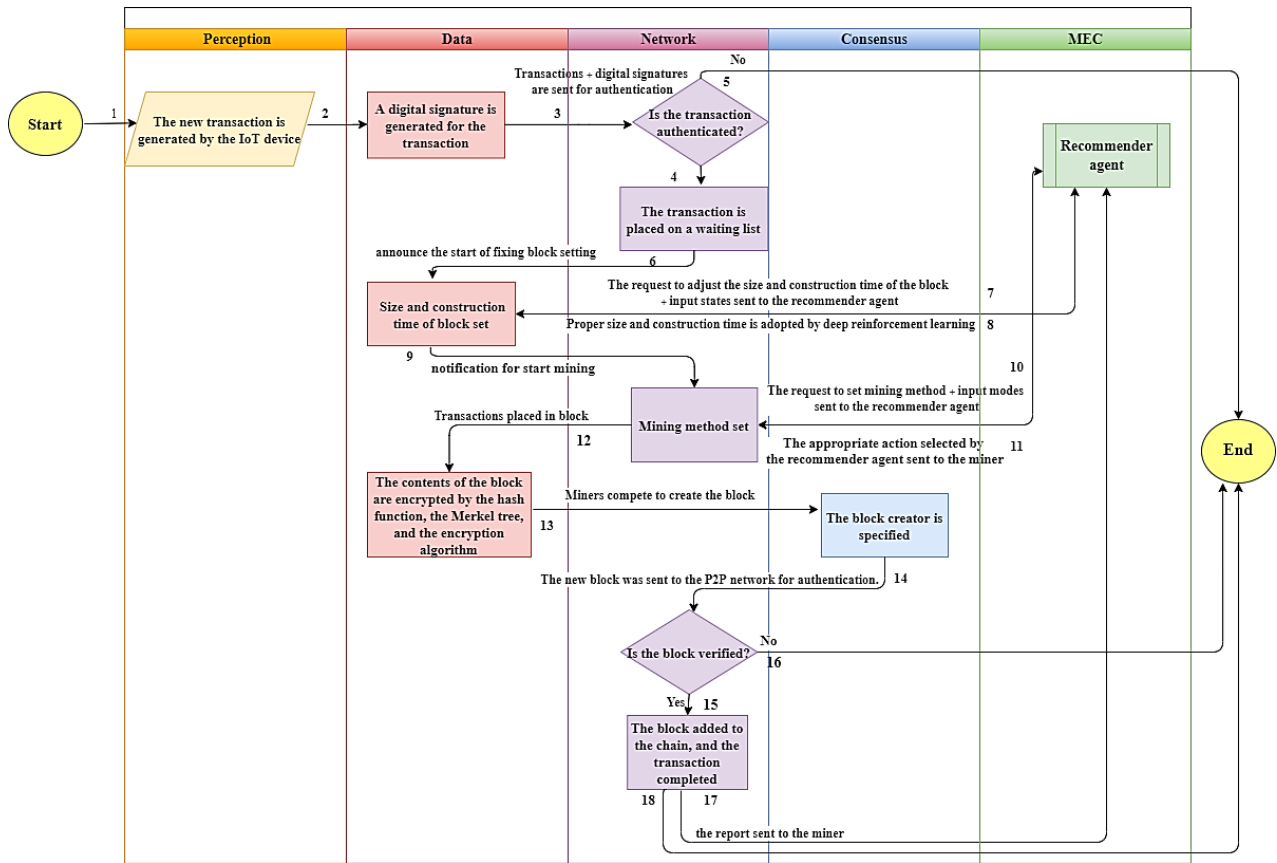 Perception
Data
Network
Consensus
MEC
Start
1
The new transaction is
generated by the IoT device
2
A digital signature is
generated for the
transaction
3
Transactions + digital signatures
are sent for authentication
No
5
Is the transaction
authenticated?
4
Recommender
agent
The transaction is
placed on a waiting list
announce the start of fixing block setting
6
Size and construction
time of block set
The request to adjust the size and construction time of the block
+ input states sent to the recommender agent
7
Proper size and construction time is adopted by deep reinforcement learning
8
9
notification for start mining
10
The request to set mining method + input modes
sent to the recommender agent
Mining method set
11
The appropriate action selected by
the recommender agent sent to the miner
Transactions placed in block
12
End
The contents of the block
are encrypted by the hash
function, the Merkel tree,
and the encryption
algorithm
Miners compete to create the block
13
The block creator is
specified
The new block was sent to the P2P network for authentication.
14
Is the block verified?
No
16
Yes
15
The block added to
the chain, and the
transaction
completed
18
17
the report sent to the miner